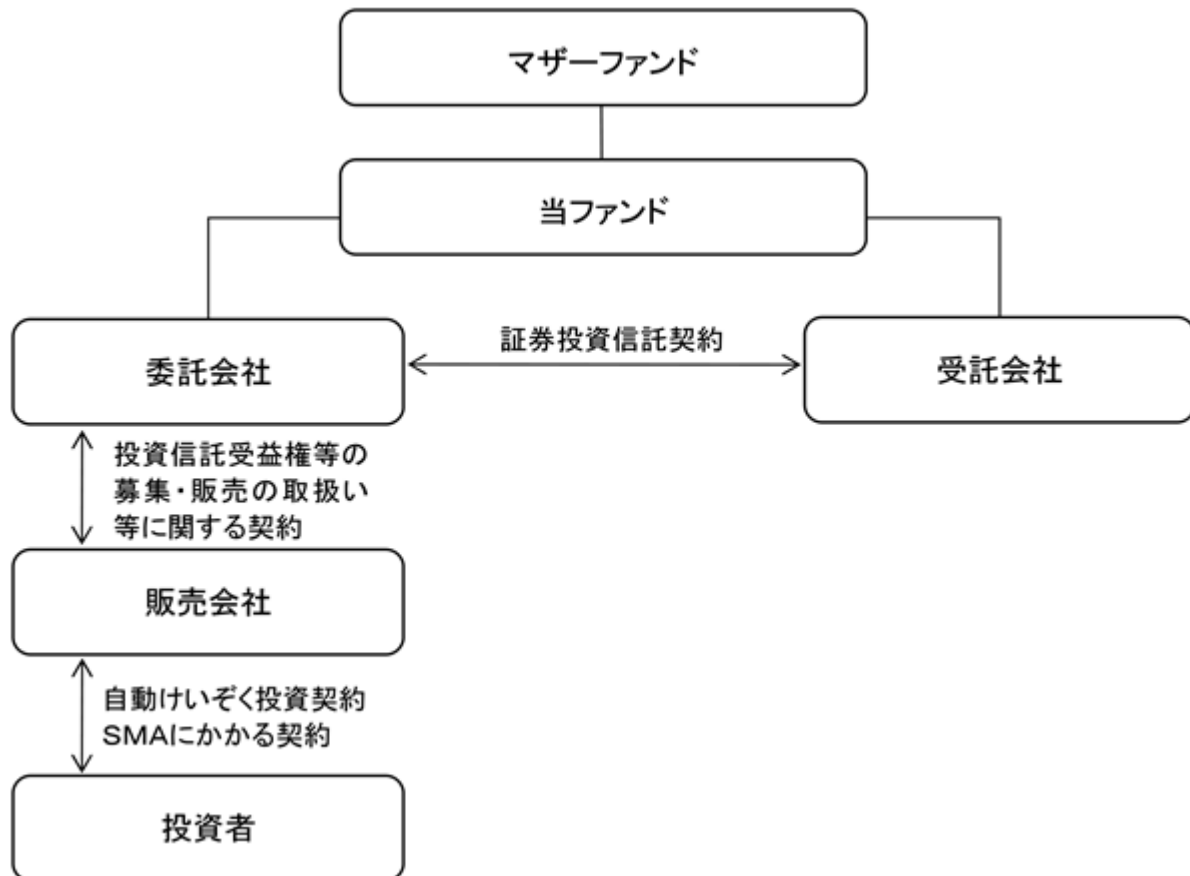 マザーファンド
当ファンド
証券投資信託契約
委託会社
受託会社
投資信託受益権等の
募集・販売の取扱い
等に関する契約
販売会社
自動けいぞく投資契約
SMAにかかる契約
投資者